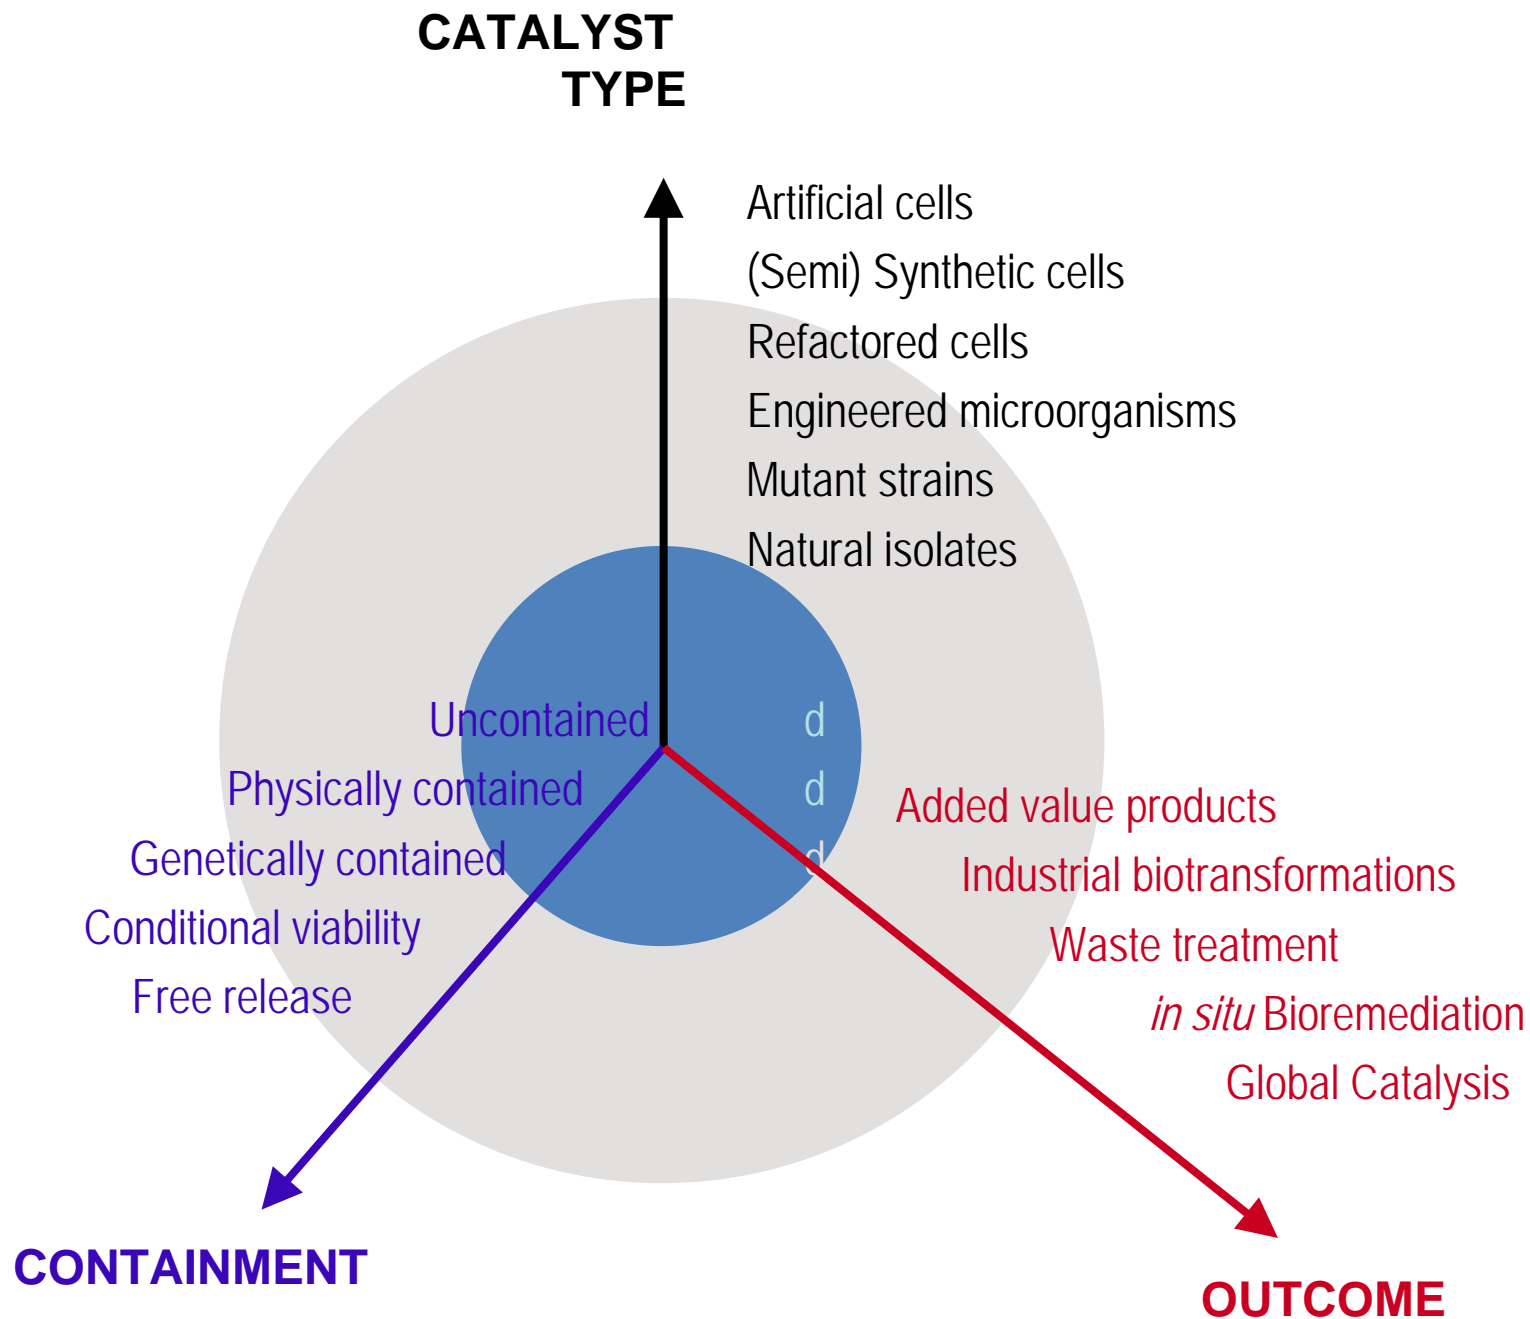 CATALYST
TYPE
Artificial cells
(Semi) Synthetic cells
Refactored cells
Engineered microorganisms
Mutant strains
Natural isolates
Uncontained
d
Physically contained
d
Genetically contained
d
Conditional viability
Free release
Added value products
Industrial biotransformations
Waste treatment
in situ Bioremediation
Global Catalysis
CONTAINMENT
OUTCOME